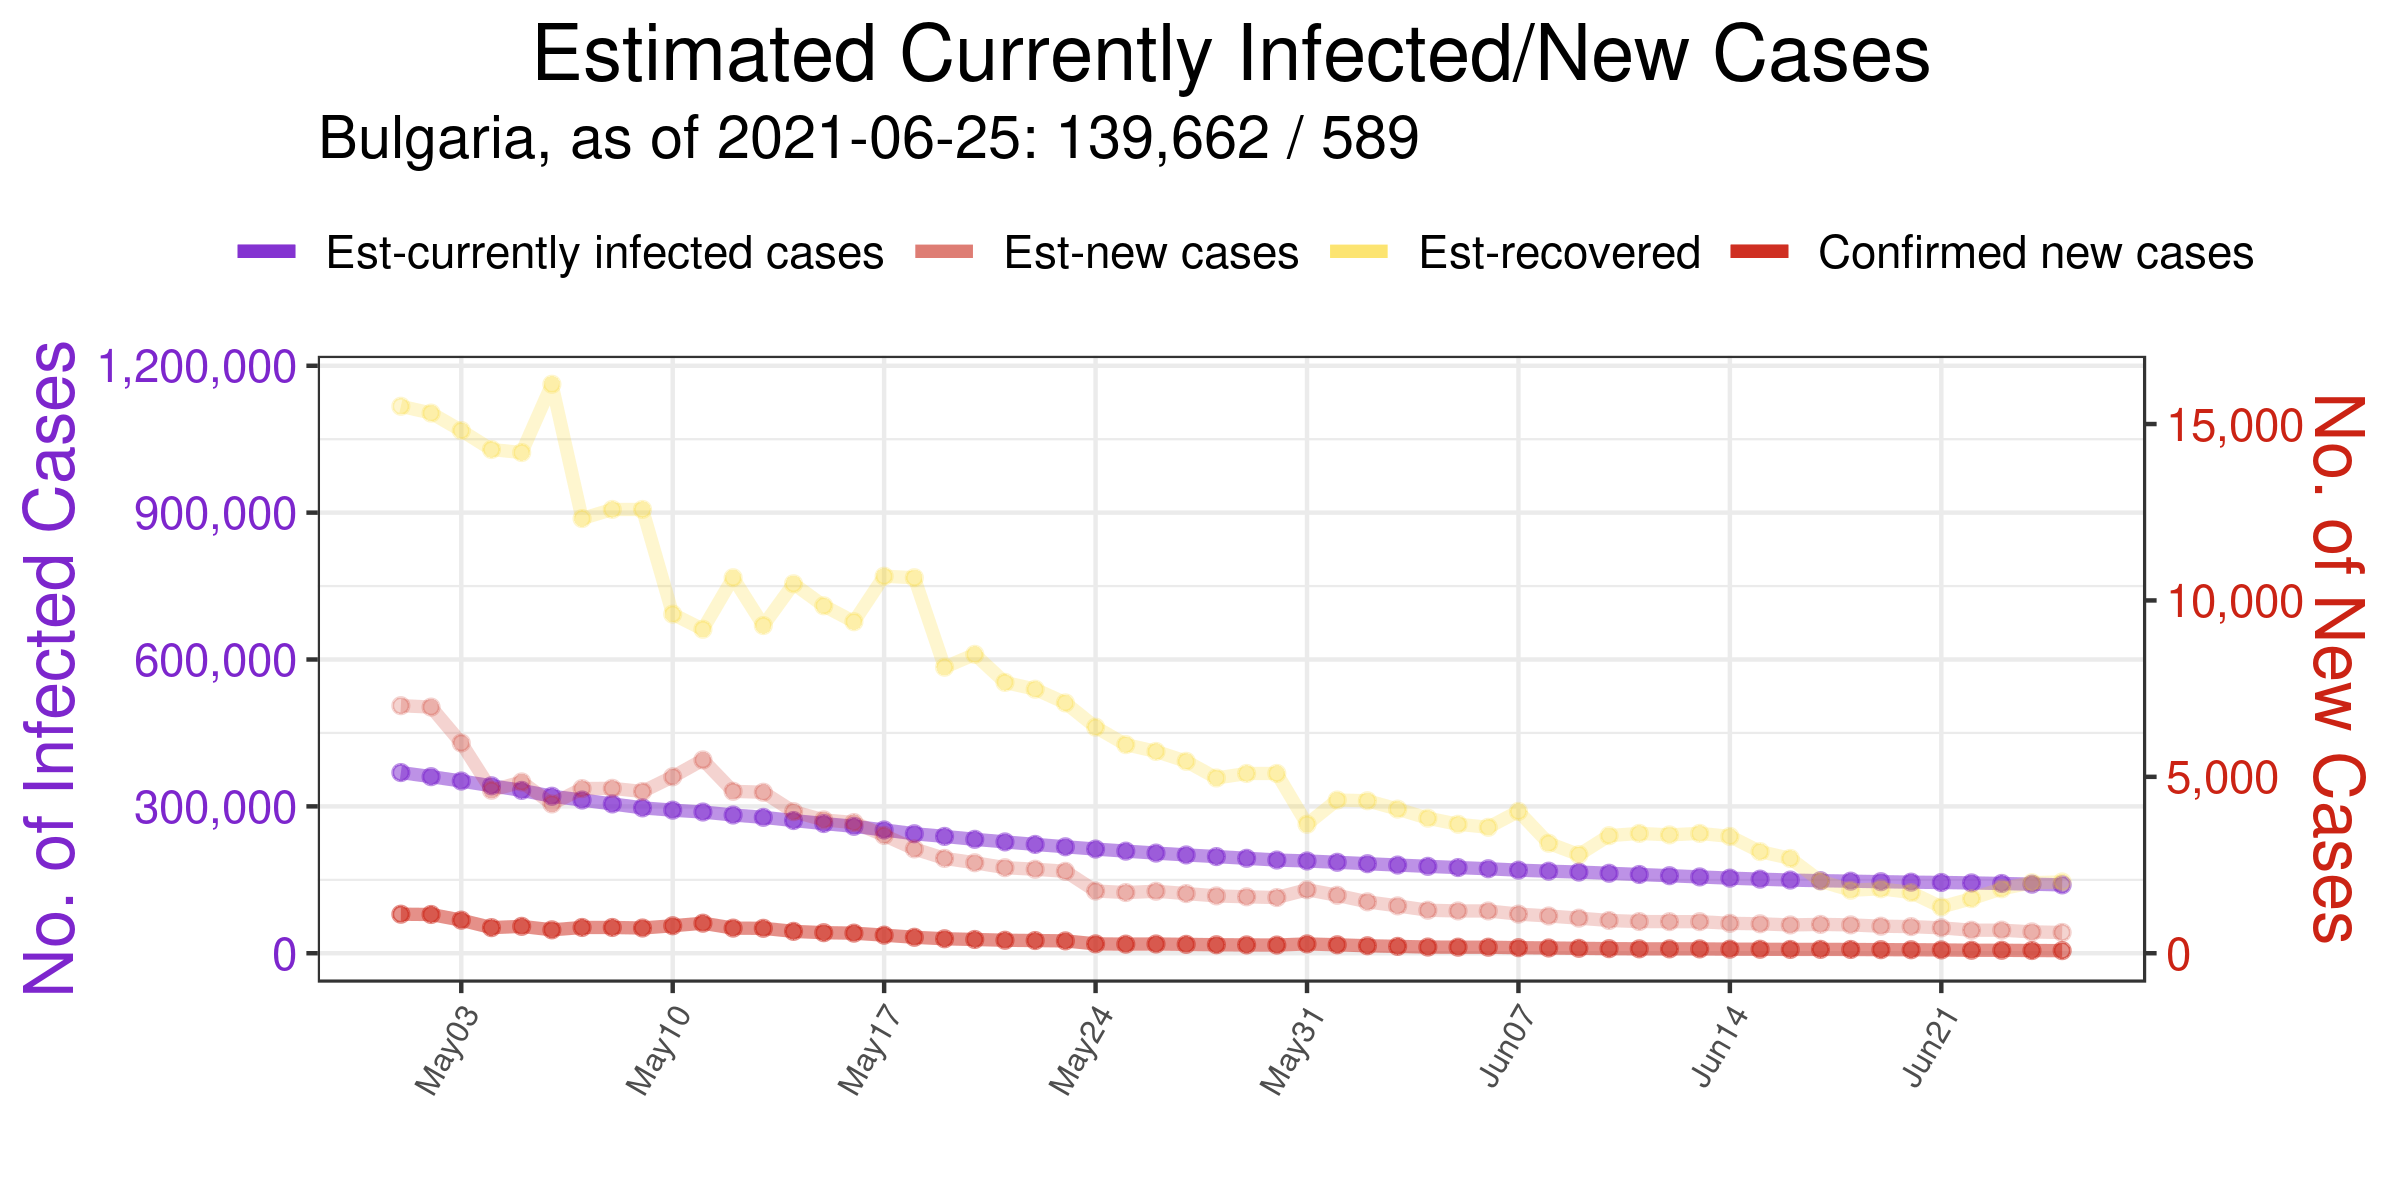 Estimated Currently Infected/New Cases
Bulgaria, as of 2021-06-25: 139,662 / 589
Est-currently infected cases Est-new cases Est-recovered Confirmed new cases
No. of Infected Cases
1,200,000
900,000
600,000
300,000
0
15,000
10,000
5,000
0
No. of New Cases
May03 May10 May17 May24 May31 Jun07 Jun14 Jun21